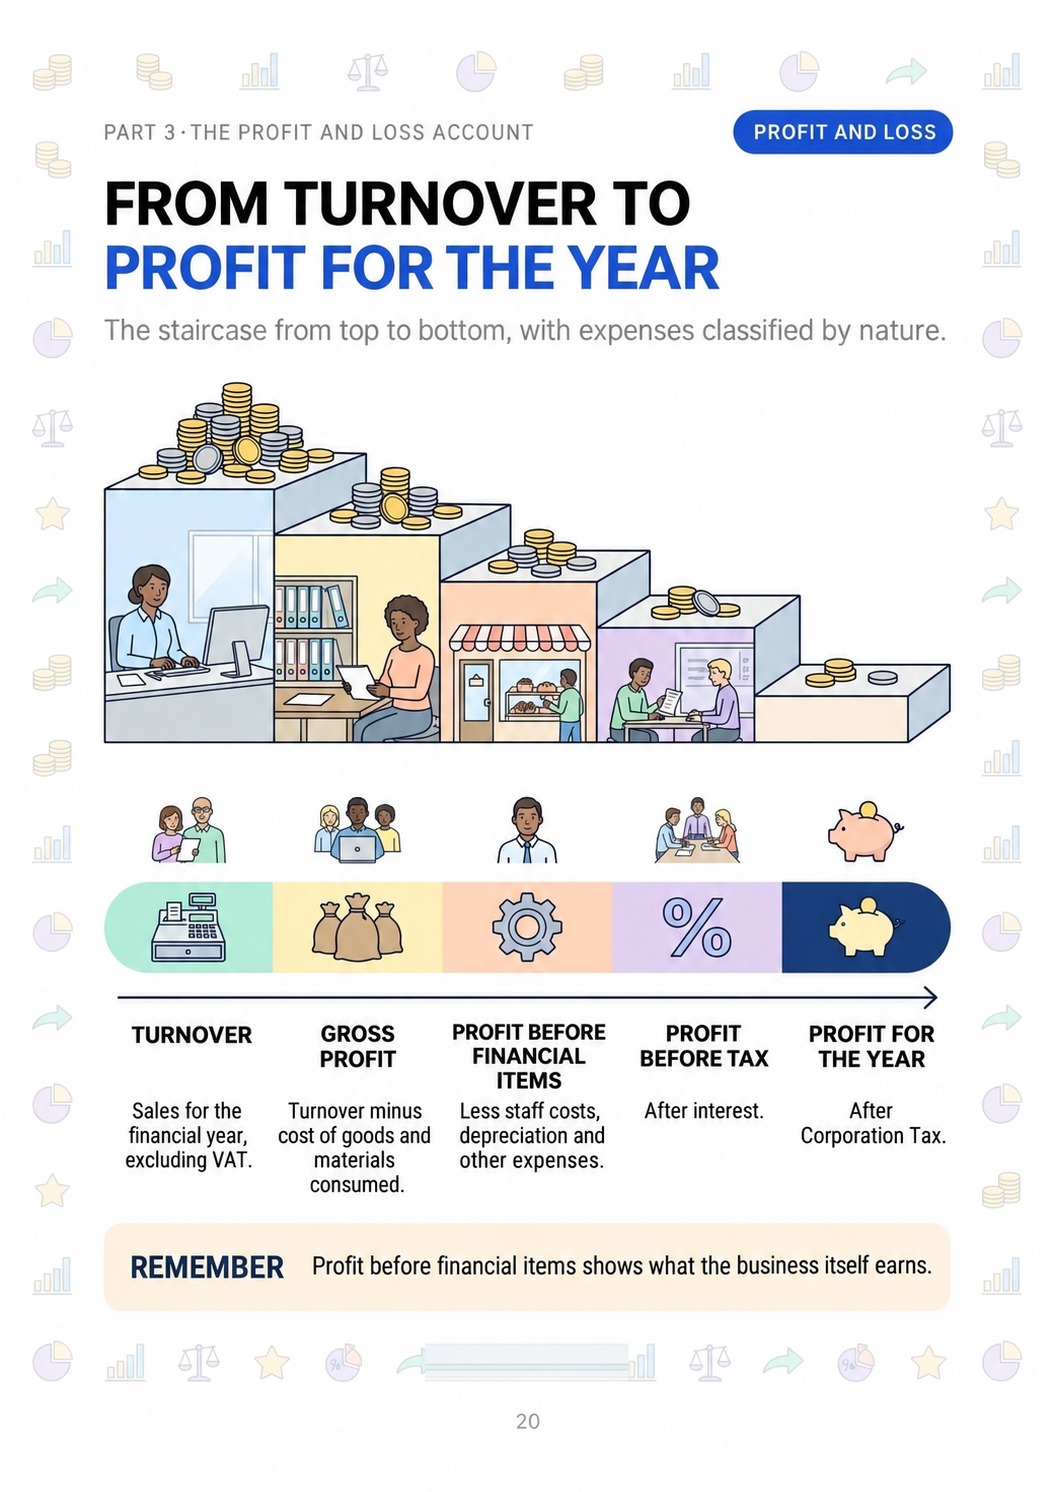 PART 3 · THE PROFIT AND LOSS ACCOUNT
PROFIT AND LOSS
FROM TURNOVER TO
PROFIT FOR THE YEAR
The staircase from top to bottom, with expenses classified by nature.
%
TURNOVER
Sales for the
financial year,
excluding VAT.
GROSS
PROFIT
Turnover minus
cost of goods and
materials
consumed.
PROFIT BEFORE
FINANCIAL
ITEMS
Less staff costs,
depreciation and
other expenses.
PROFIT
BEFORE TAX
After interest.
PROFIT FOR
THE YEAR
After
Corporation Tax.
REMEMBER
Profit before financial items shows what the business itself earns.
20